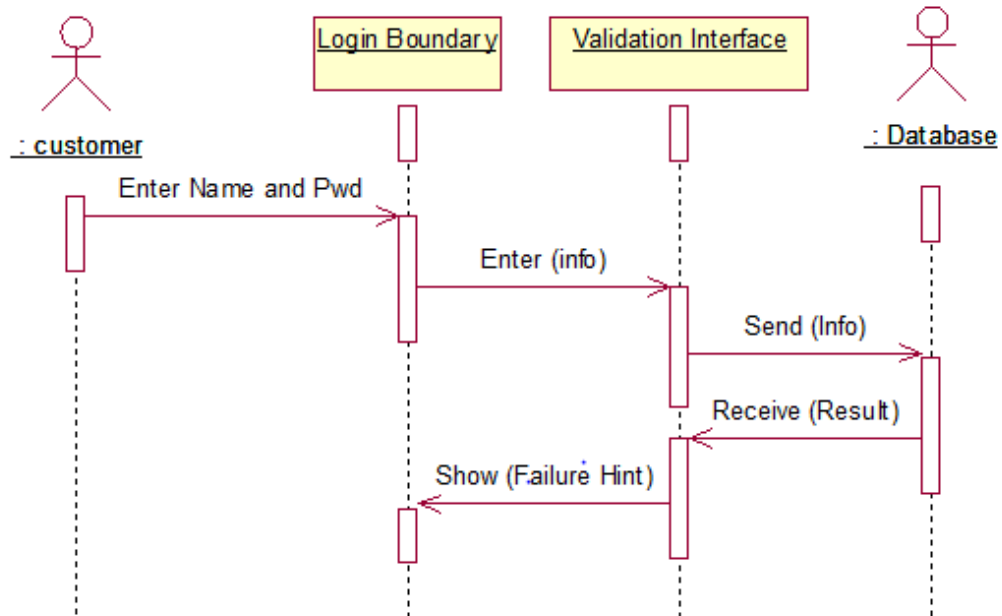 Login Boundary
Validation Interface
: customer
: Database
Enter Name and Pwd
Enter (info)
Send (Info)
Receive (Result)
Show (Failure Hint)